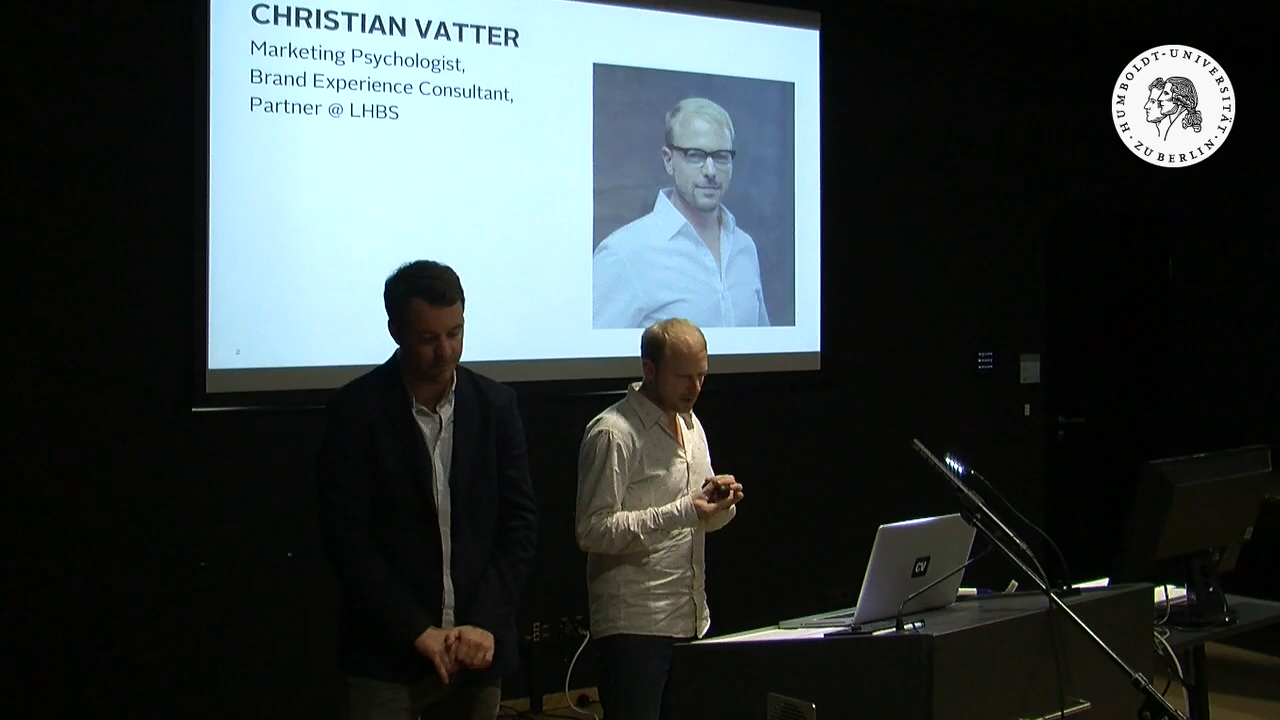 CHRISTIAN VATTER
Marketing Psychologist,
Brand Experience Consultant,
Partner @ LHBS
HUMBOLDT-UNIVERSITÄT
ZU BERLIN
CV